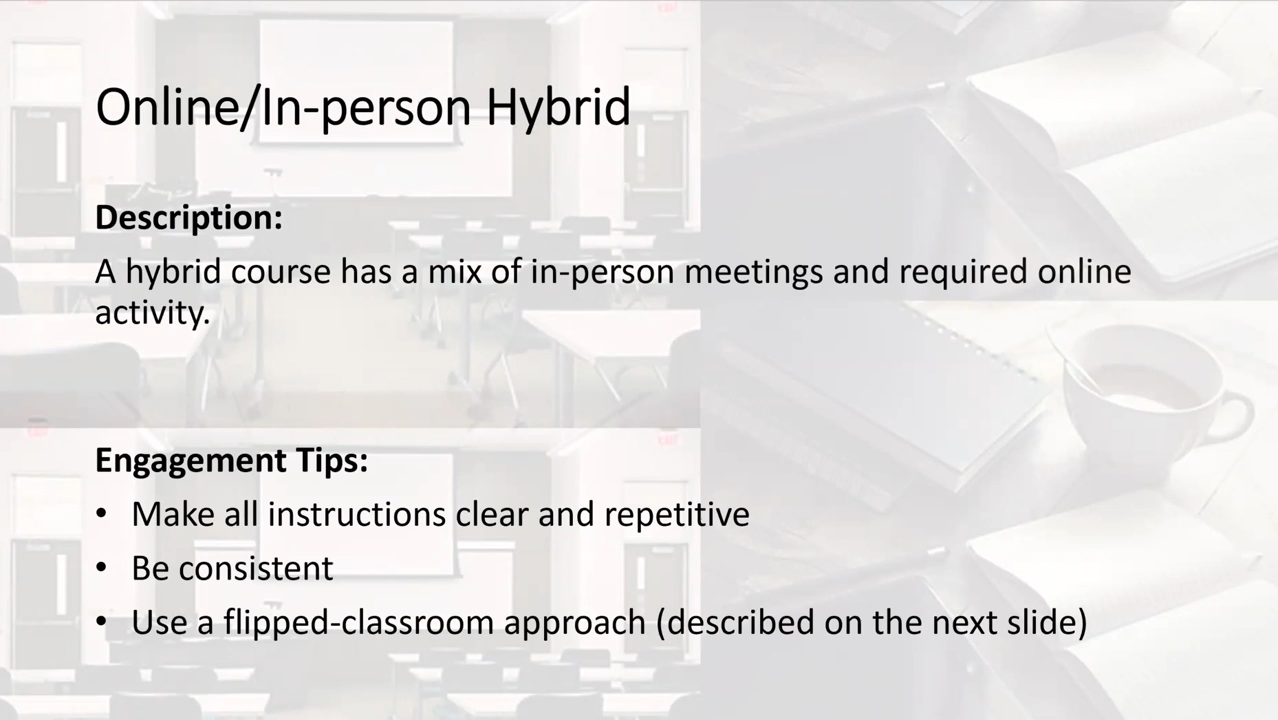 Online/In-person Hybrid
Description:
A hybrid course has a mix of in-person meetings and required online
activity.
Engagement Tips:
• Make all instructions clear and repetitive
• Be consistent
• Use a flipped-classroom approach (described on the next slide)